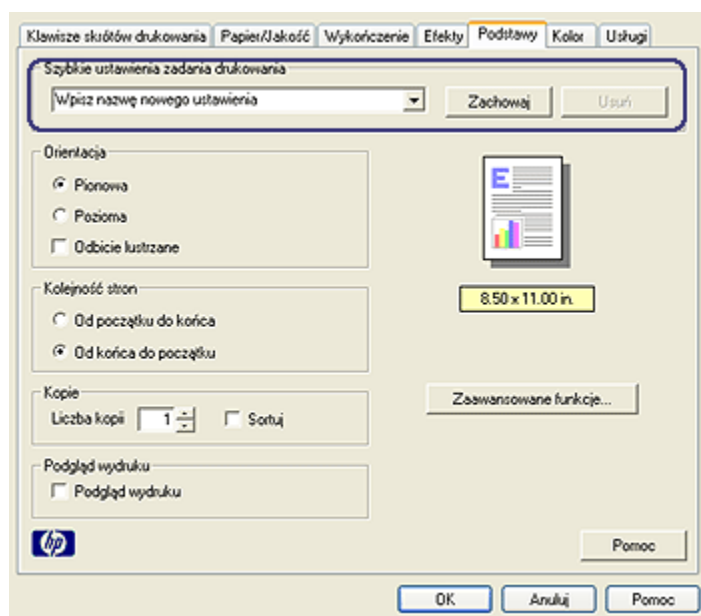 Klawisze skrótów drukowania Papier/Jakość Wykończenie Efekty Podstawy Kolor Usługi
Szybkie ustawienia zadania drukowania
Wpisz nazwę nowego ustawienia Zachowaj Usuń
Orientacja
Pionowa
Pozioma
Odbicie lustrzane
E
8.50 x 11.00 in.
Kolejność stron
Od początku do końca
Od końca do początku
Kopie
Liczba kopii 1 Sortuj
Zaawansowane funkcje...
Podgląd wydruku
Podgląd wydruku
hp
Pomoc
OK Anuluj Pomoc